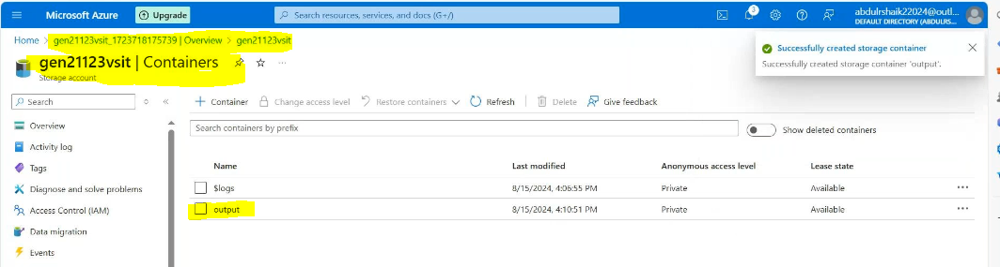 Microsoft Azure
Upgrade
Search resources, services, and docs (G+/)
3
abdulrshaik22024@outl...
DEFAULT DIRECTORY (ABDULRS...
Home > gen21123vsit_1723718175739 | Overview > gen21123vsit
gen21123vsit | Containers
Storage account
Successfully created storage container
Successfully created storage container 'output'.
Search
Container
Change access level
Restore containers
Refresh
Delete
Give feedback
Search containers by prefix
Show deleted containers
Overview
Activity log
Tags
Diagnose and solve problems
Access Control (IAM)
Data migration
Events
Name Last modified Anonymous access level Lease state
$logs 8/15/2024, 4:06:55 PM Private Available
output 8/15/2024, 4:10:51 PM Private Available